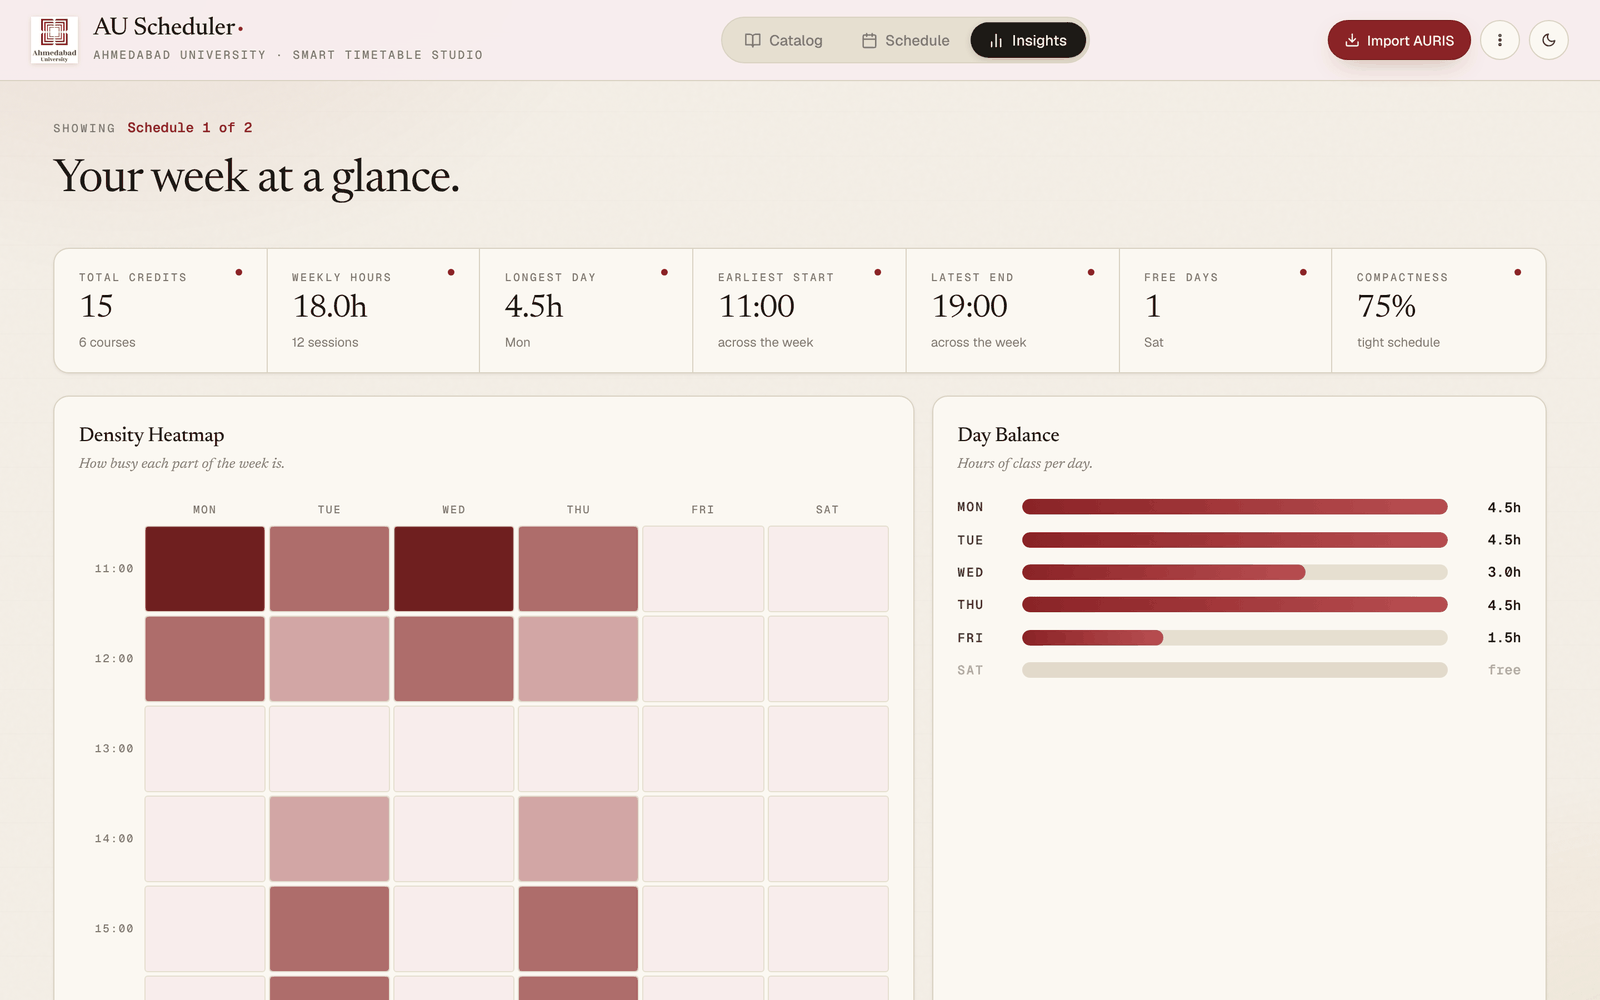 Ahmedabad
University
AU Scheduler
AHMEDABAD UNIVERSITY · SMART TIMETABLE STUDIO
Catalog
Schedule
Insights
Import AURIS
SHOWING Schedule 1 of 2
Your week at a glance.
TOTAL CREDITS
15
6 courses
WEEKLY HOURS
18.0h
12 sessions
LONGEST DAY
4.5h
Mon
EARLIEST START
11:00
across the week
LATEST END
19:00
across the week
FREE DAYS
1
Sat
COMPACTNESS
75%
tight schedule
Density Heatmap
How busy each part of the week is.
MON TUE WED THU FRI SAT
11:00
12:00
13:00
14:00
15:00
Day Balance
Hours of class per day.
MON 4.5h
TUE 4.5h
WED 3.0h
THU 4.5h
FRI 1.5h
SAT free